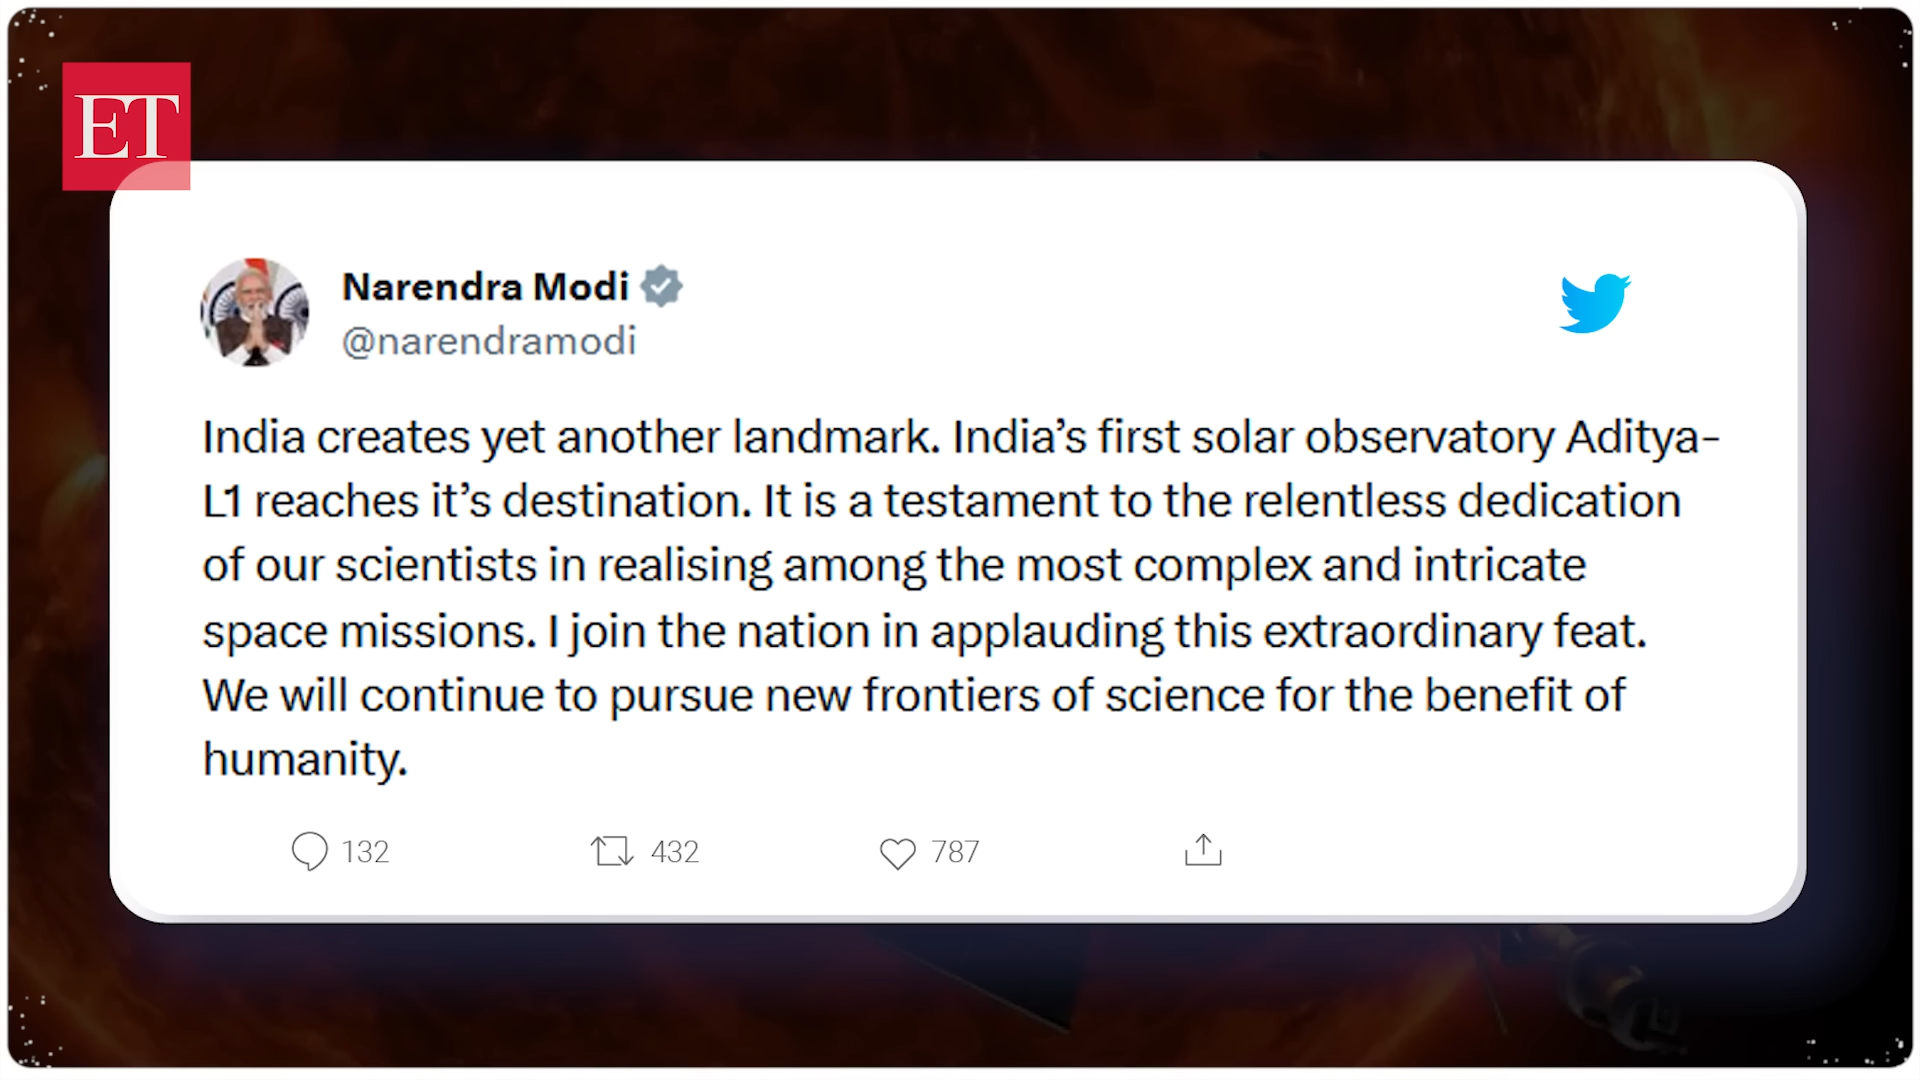 ET
Narendra Modi
@narendramodi
India creates yet another landmark. India’s first solar observatory Aditya-
L1 reaches it’s destination. It is a testament to the relentless dedication
of our scientists in realising among the most complex and intricate
space missions. I join the nation in applauding this extraordinary feat.
We will continue to pursue new frontiers of science for the benefit of
humanity.
132 432 787